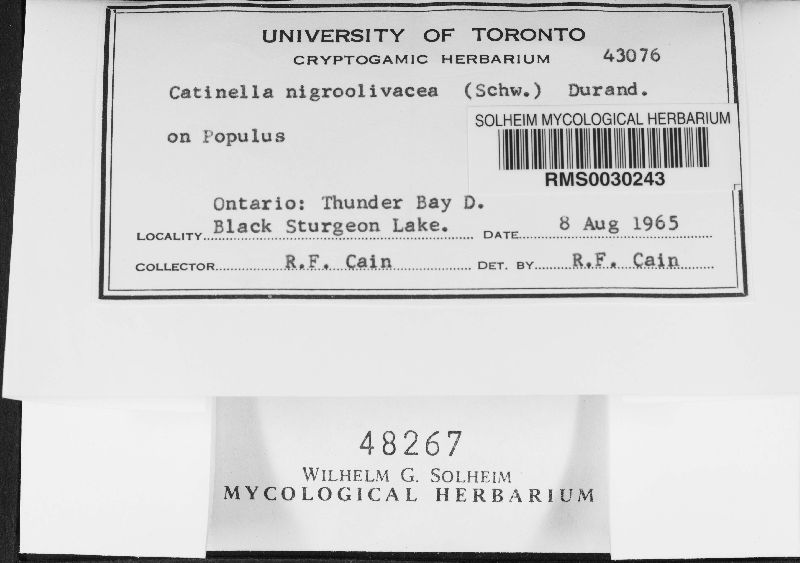 UNIVERSITY OF TORONTO
CRYPTOGAMIC HERBARIUM 43076
Catinella nigroolivacea (Schw.) Durand.
SOLHEIM MYCOLOGICAL HERBARIUM
on Populus
RMS0030243
Ontario: Thunder Bay D.
LOCALITY Black Sturgeon Lake. DATE 8 Aug 1965
COLLECTOR R.F. Cain DET. BY R.F. Cain
48267
WILHELM G. SOLHEIM
MYCOLOGICAL HERBARIUM